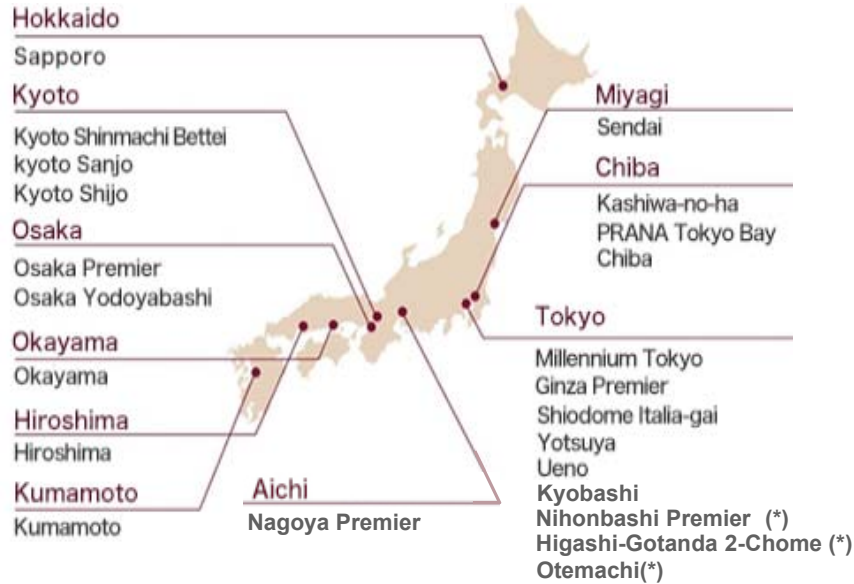 Hokkaido
Sapporo
Kyoto
Kyoto Shinmachi Bettei
kyoto Sanjo
Kyoto Shijo
Osaka
Osaka Premier
Osaka Yodoyabashi
Okayama
Okayama
Hiroshima
Hiroshima
Kumamoto
Kumamoto
Aichi
Nagoya Premier
Miyagi
Sendai
Chiba
Kashiwa-no-ha
PRANA Tokyo Bay
Chiba
Tokyo
Millennium Tokyo
Ginza Premier
Shiodome Italia-gai
Yotsuya
Ueno
Kyobashi
Nihonbashi Premier (*)
Higashi-Gotanda 2-Chome (*)
Otemachi(*)